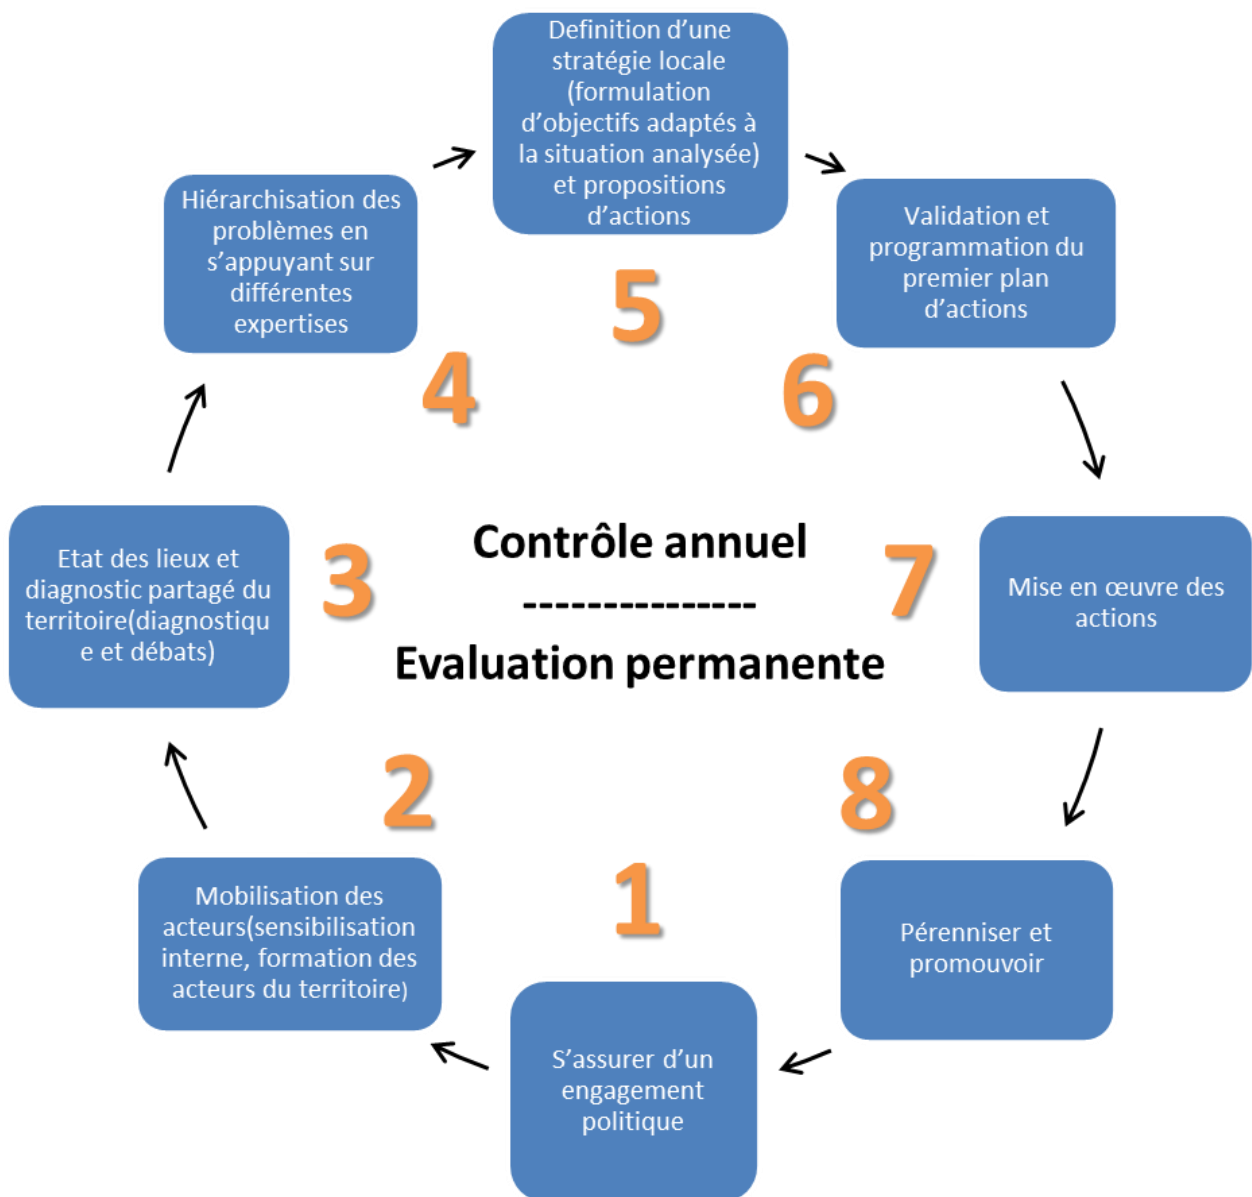 Definition d’une
stratégie locale
(formulation
d’objectifs adaptés à
la situation analysée)
et propositions
d’actions
5
Hiérarchisation des
problèmes en
s’appuyant sur
différentes
expertises
4
Validation et
programmation du
premier plan
d’actions
6
Etat des lieux et
diagnostic partagé du
territoire(diagnostiqu
e et débats)
3
Contrôle annuel
---------------
Evaluation permanente
7
Mise en œuvre des
actions
2
Mobilisation des
acteurs(sensibilisation
interne, formation des
acteurs du territoire)
1
S’assurer d’un
engagement
politique
8
Pérenniser et
promouvoir